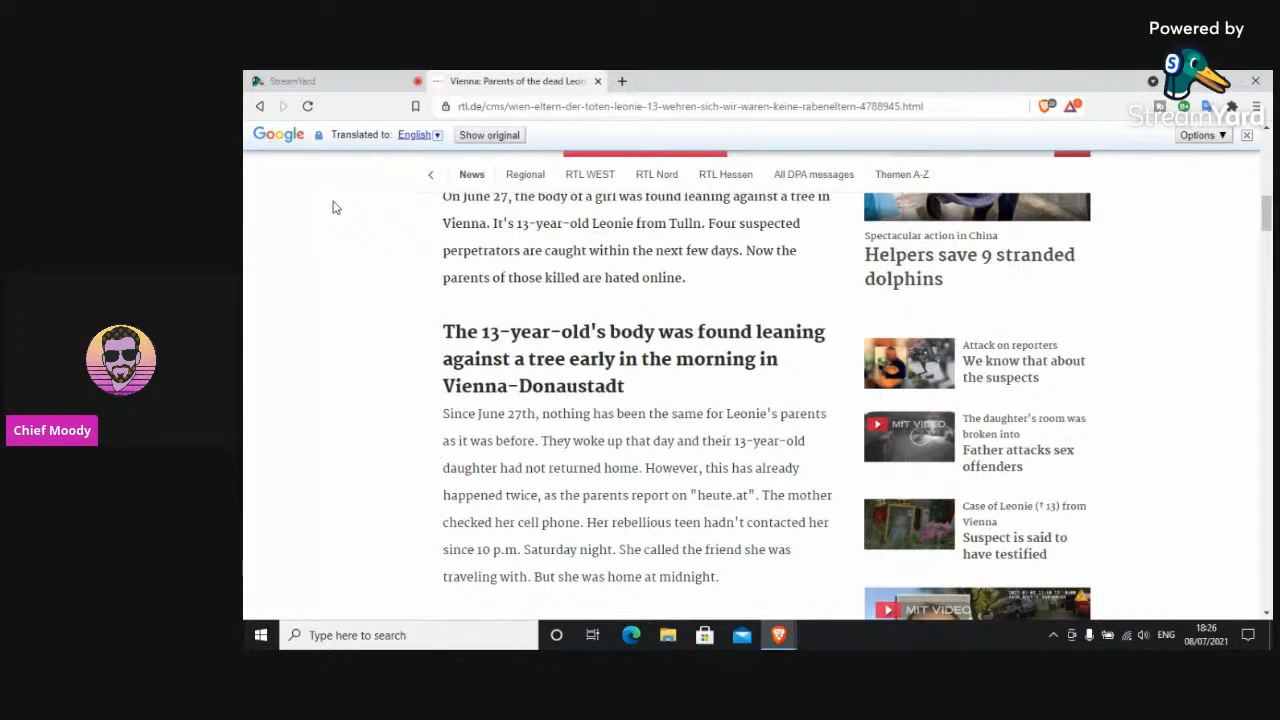 Powered by
StreamYard
StreamYard
Vienna: Parents of the dead Leon
rtl.de/cms/wien-eltern-der-toten-leonie-13-wehren-sich-wir-waren-keine-rabeneltern-4788945.html
Google
Translated to: English
Show original
Options ▼
News
Regional
RTL WEST
RTL Nord
RTL Hessen
All DPA messages
Themen A-Z
On June 27, the body of a girl was found leaning against a tree in
Vienna. It's 13-year-old Leonie from Tulln. Four suspected
perpetrators are caught within the next few days. Now the
parents of those killed are hated online.
The 13-year-old's body was found leaning
against a tree early in the morning in
Vienna-Donaustadt
Since June 27th, nothing has been the same for Leonie's parents
as it was before. They woke up that day and their 13-year-old
daughter had not returned home. However, this has already
happened twice, as the parents report on "heute.at". The mother
checked her cell phone. Her rebellious teen hadn't contacted her
since 10 p.m. Saturday night. She called the friend she was
traveling with. But she was home at midnight.
Spectacular action in China
Helpers save 9 stranded
dolphins
Attack on reporters
We know that about
the suspects
MIT VIDEO
The daughter's room was
broken into
Father attacks sex
offenders
Case of Leonie († 13) from
Vienna
Suspect is said to
have testified
MIT VIDEO
Chief Moody
Type here to search
ENG
18:26
08/07/2021